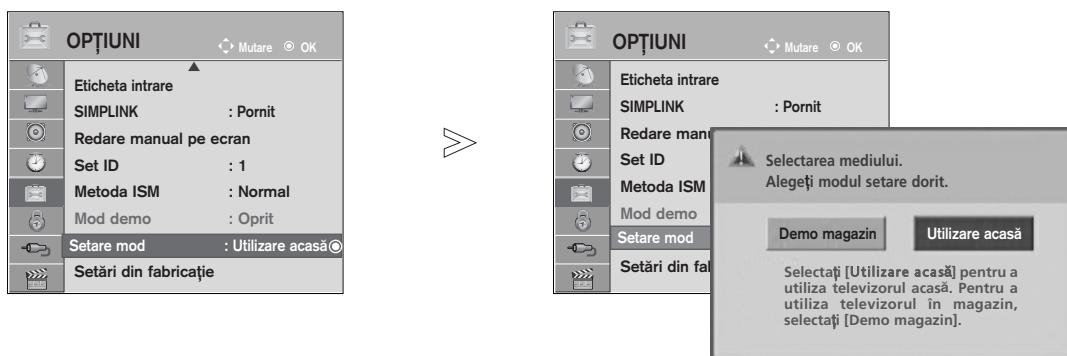 OPȚIUNI
Mutare OK
Eticheta intrare
SIMPLINK : Pornit
Redare manual pe ecran
Set ID : 1
Metoda ISM : Normal
Mod demo : Oprit
Setare mod : Utilizare acasă
Setări din fabricație
OPȚIUNI
Mutare OK
Eticheta intrare
SIMPLINK : Pornit
Redare manu
Set ID
Metoda ISM
Mod demo
Setare mod
Setări din fa
Selectarea mediului.
Alegeți modul setare dorit.
Demo magazin
Utilizare acasă
Selectați [Utilizare acasă] pentru a
utiliza televizorul acasă. Pentru a
utiliza televizorul în magazin,
selectați [Demo magazin].